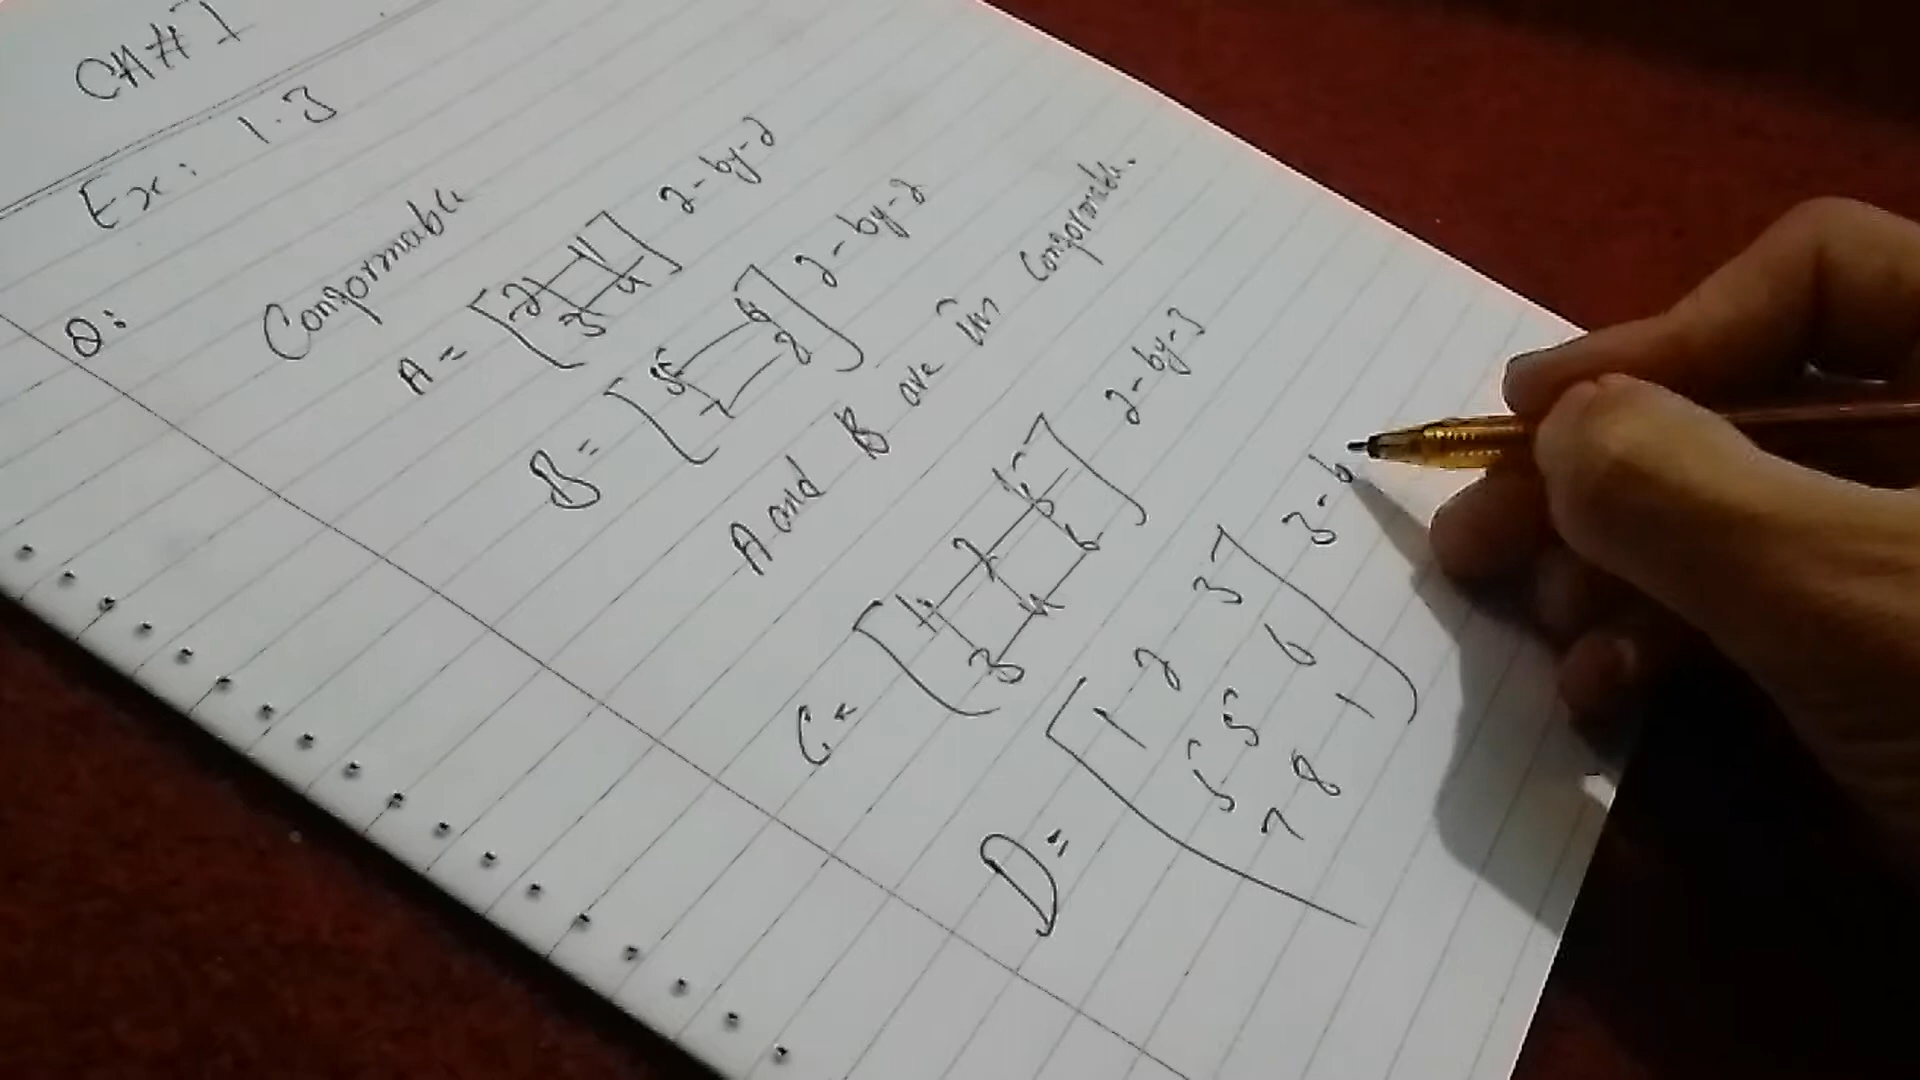 CH#1
Ex: 1.3
Q: Conformable
A = [2 4] 2-by-2
3 4
B = [5 6] 2-by-2
7 8
A and B are in Conformable.
C = [1 2 5] 2-by-3
3 4 6
D = [1 2 3] 3-b
5 5 6
7 8 1